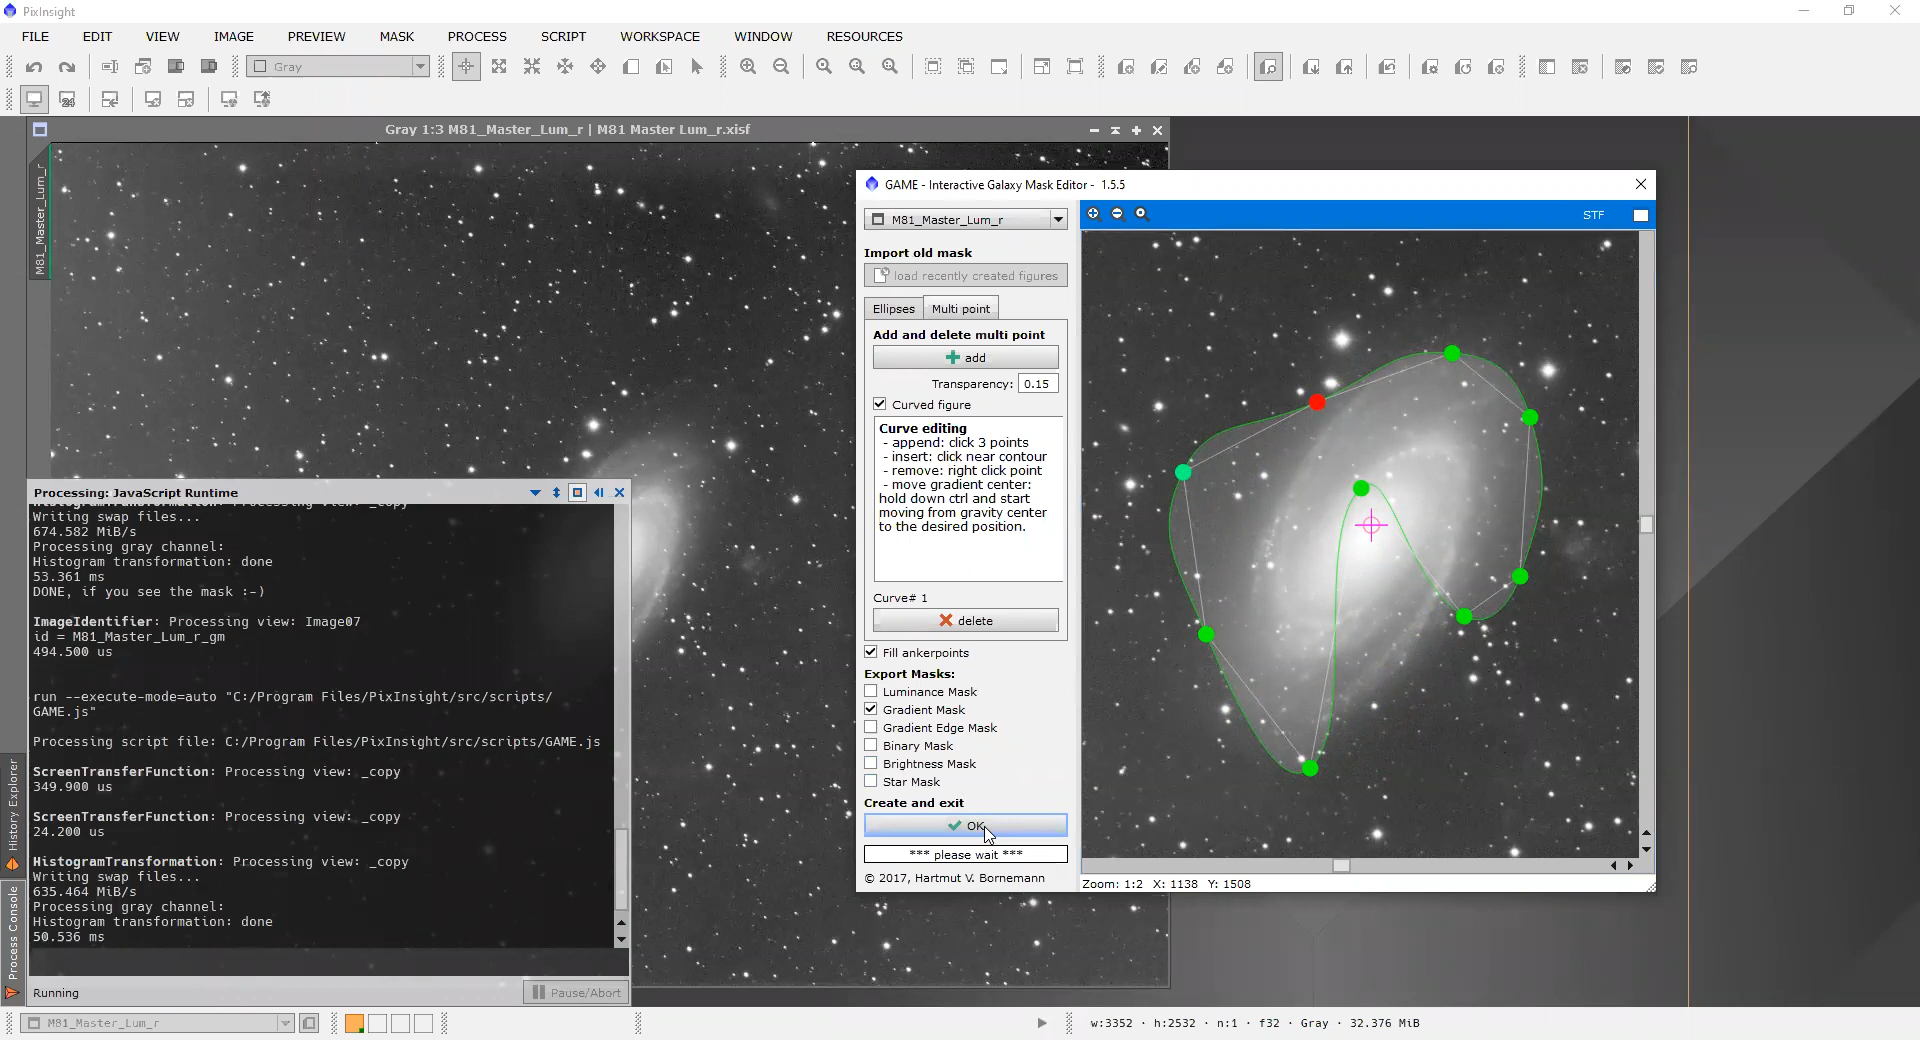 PixInsight
FILE EDIT VIEW IMAGE PREVIEW MASK PROCESS SCRIPT WORKSPACE WINDOW RESOURCES
Gray
24
Gray 1:3 M81_Master_Lum_r | M81 Master Lum_r.xisf
M81_Master_Lum_r
GAME - Interactive Galaxy Mask Editor - 1.5.5
M81_Master_Lum_r
STF
Import old mask
load recently created figures
Ellipses Multi point
Add and delete multi point
add
Transparency: 0.15
Curved figure
Curve editing
- append: click 3 points
- insert: click near contour
- remove: right click point
- move gradient center:
hold down ctrl and start
moving from gravity center
to the desired position.
Curve# 1
delete
Fill ankerpoints
Export Masks:
Luminance Mask
Gradient Mask
Gradient Edge Mask
Binary Mask
Brightness Mask
Star Mask
Create and exit
OK
*** please wait ***
© 2017, Hartmut V. Bornemann
Zoom: 1:2 X: 1138 Y: 1508
Processing: JavaScript Runtime
HistogramTransformation: Processing view: _copy
Writing swap files...
674.582 MiB/s
Processing gray channel:
Histogram transformation: done
53.361 ms
DONE, if you see the mask :-)
ImageIdentifier: Processing view: Image07
id = M81_Master_Lum_r_gm
494.500 us
run --execute-mode=auto "C:/Program Files/PixInsight/src/scripts/
GAME.js"
Processing script file: C:/Program Files/PixInsight/src/scripts/GAME.js
ScreenTransferFunction: Processing view: _copy
349.900 us
ScreenTransferFunction: Processing view: _copy
24.200 us
HistogramTransformation: Processing view: _copy
Writing swap files...
635.464 MiB/s
Processing gray channel:
Histogram transformation: done
50.536 ms
Running
Pause/Abort
History Explorer
Process Console
M81_Master_Lum_r
w:3352 · h:2532 · n:1 · f32 · Gray · 32.376 MiB